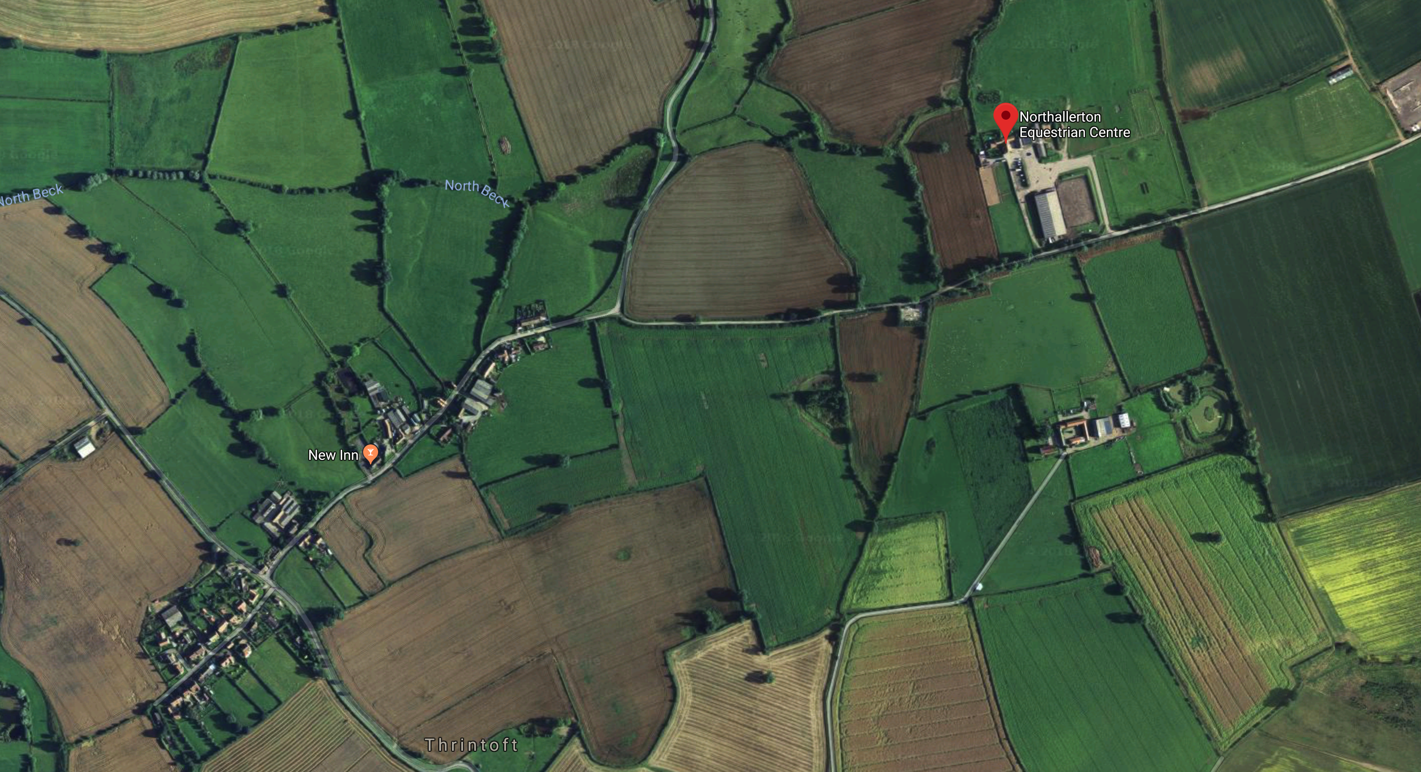 Northallerton
Equestrian Centre
North Beck
North Beck
New Inn
Thrintoft